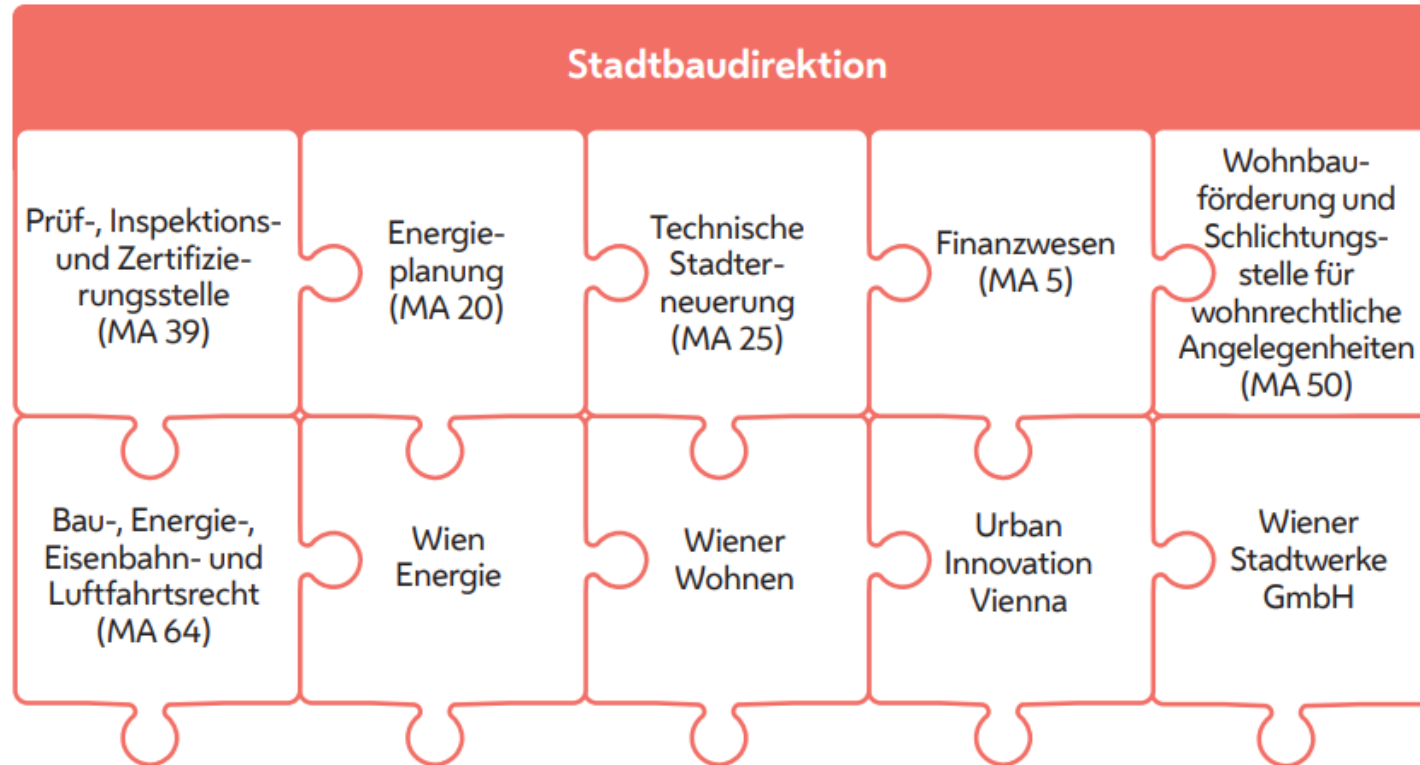 Stadtbaudirektion
Prüf-, Inspektions-
und Zertifizie-
rungsstelle
(MA 39)
Energie-
planung
(MA 20)
Technische
Stadter-
neuerung
(MA 25)
Finanzwesen
(MA 5)
Wohnbau-
förderung und
Schlichtungs-
stelle für
wohnrechtliche
Angelegenheiten
(MA 50)
Bau-, Energie-,
Eisenbahn- und
Luftfahrtsrecht
(MA 64)
Wien
Energie
Wiener
Wohnen
Urban
Innovation
Vienna
Wiener
Stadtwerke
GmbH